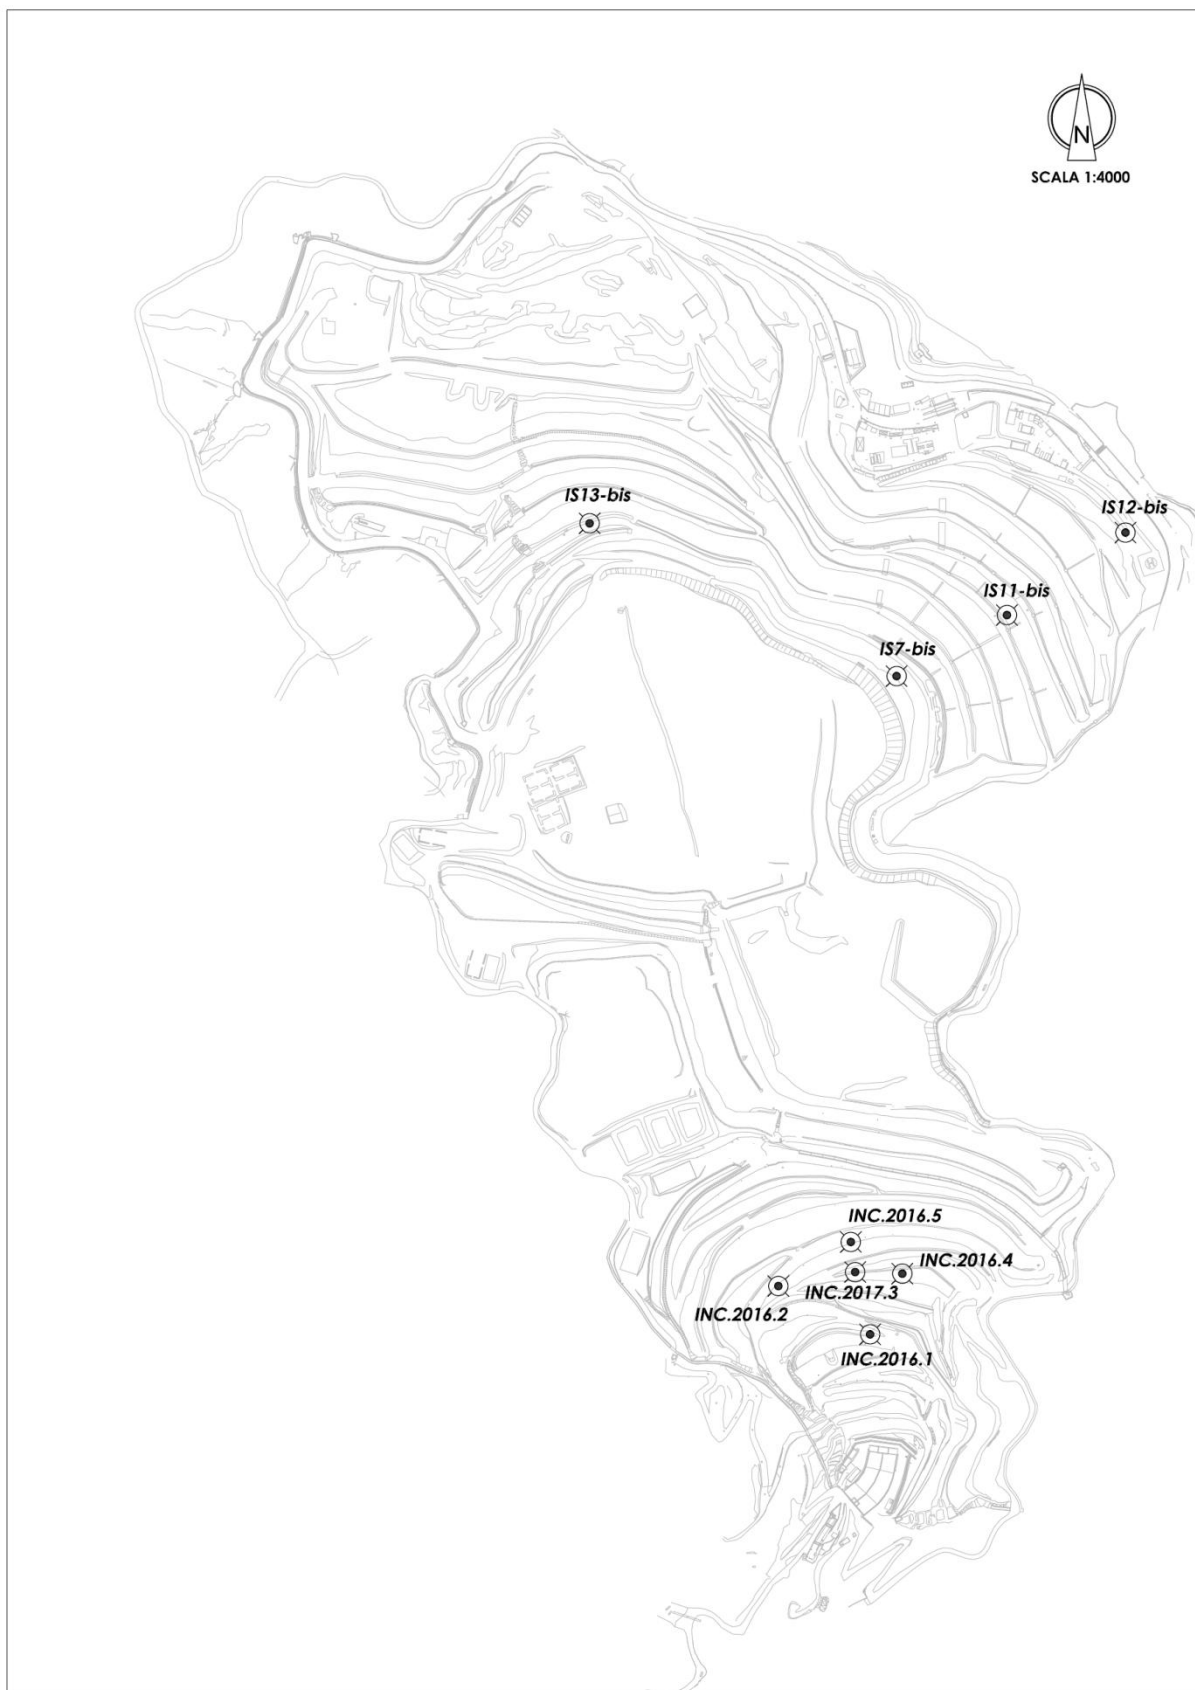 N
SCALA 1:4000
IS13-bis
IS12-bis
IS11-bis
IS7-bis
INC.2016.5
INC.2016.4
INC.2017.3
INC.2016.2
INC.2016.1
H